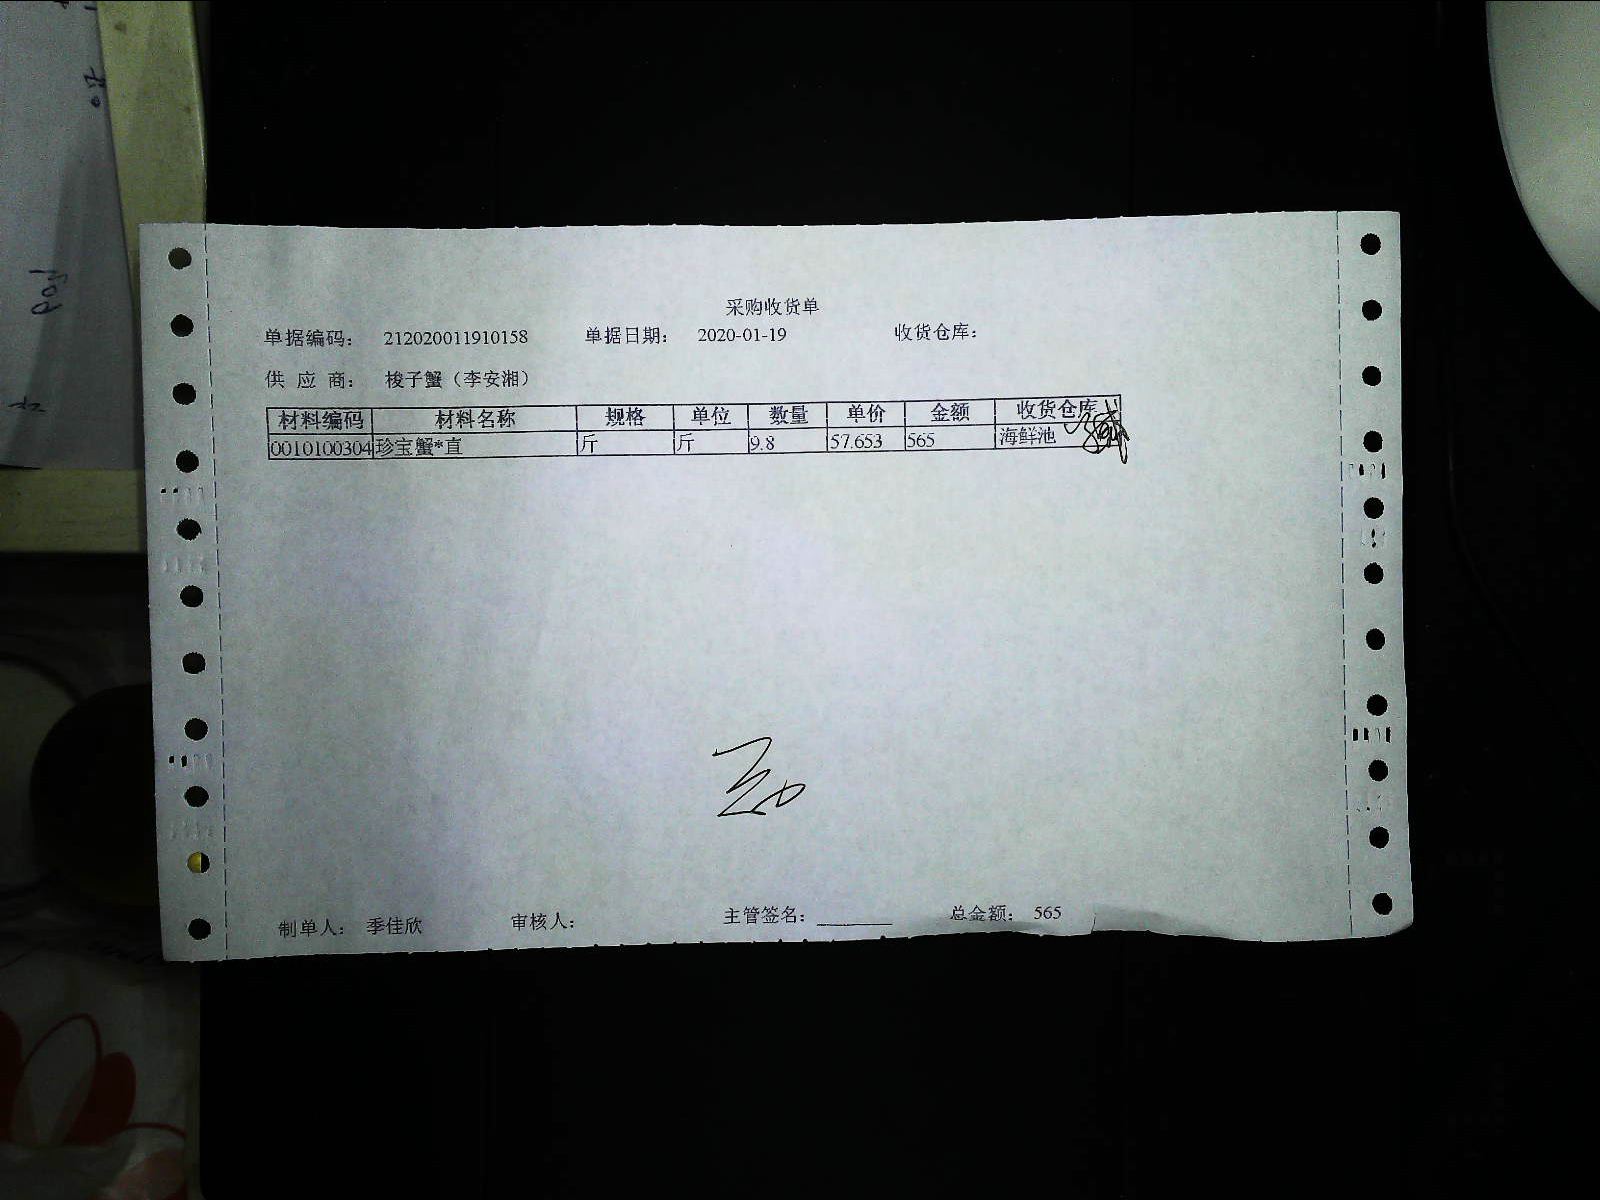 采购收货单
单据编码： 212020011910158 单据日期： 2020-01-19 收货仓库：
供 应 商： 梭子蟹（李安湘）
材料编码 材料名称 规格 单位 数量 单价 金额 收货仓库
0010100304 珍宝蟹*直 斤 斤 9.8 57.653 565 海鲜池
制单人： 季佳欣 审核人： 主管签名：________ 总金额： 565